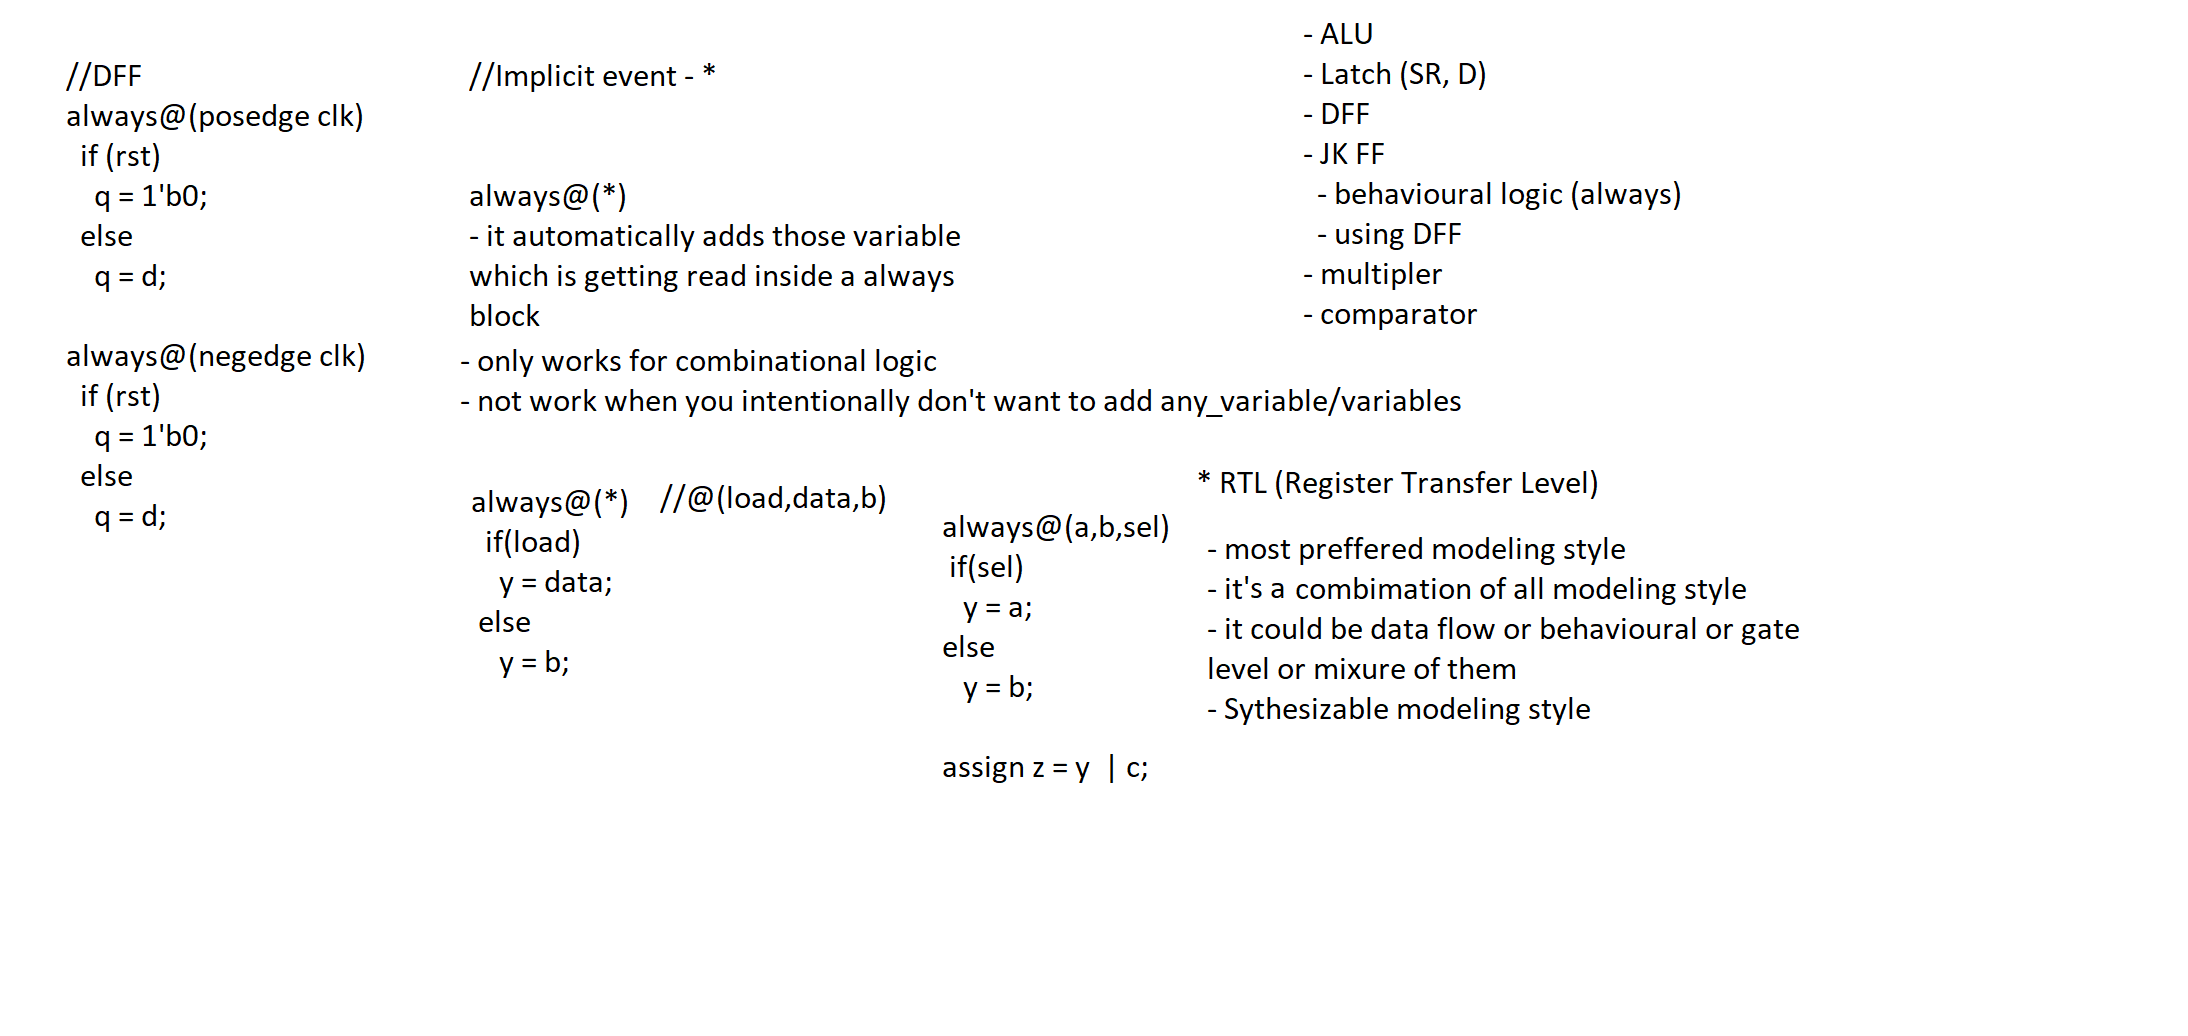 //DFF
always@(posedge clk)
if (rst)
q = 1'b0;
else
q = d;
always@(negedge clk)
if (rst)
q = 1'b0;
else
q = d;
//Implicit event - *
always@(*)
- it automatically adds those variable
which is getting read inside a always
block
- only works for combinational logic
- not work when you intentionally don't want to add any_variable/variables
always@(*) //@(load,data,b)
if(load)
y = data;
else
y = b;
always@(a,b,sel)
if(sel)
y = a;
else
y = b;
assign z = y | c;
- ALU
- Latch (SR, D)
- DFF
- JK FF
- behavioural logic (always)
- using DFF
- multipler
- comparator
* RTL (Register Transfer Level)
- most preffered modeling style
- it's a combimation of all modeling style
- it could be data flow or behavioural or gate
level or mixure of them
- Sythesizable modeling style